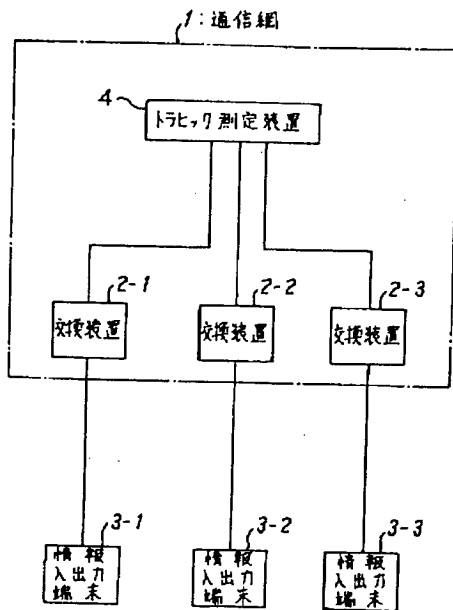 1:通信網
4
トラヒック測定装置
2-1
2-2
2-3
交換装置
交換装置
交換装置
3-1
3-2
3-3
情報
入出力
端末
情報
入出力
端末
情報
入出力
端末